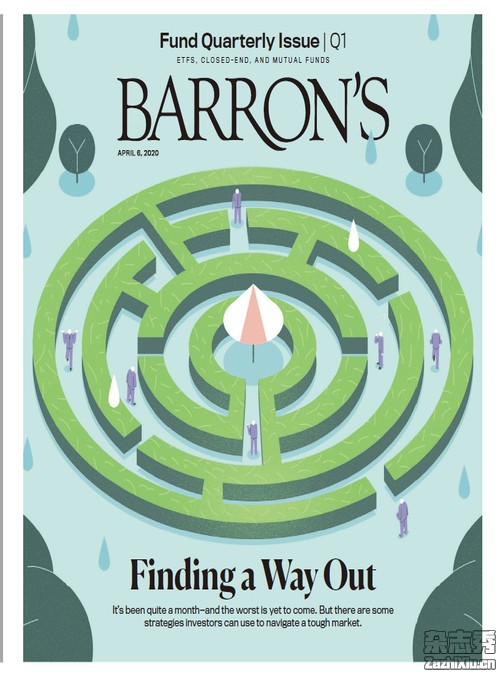 Fund Quarterly Issue | Q1
ETFS, CLOSED-END, AND MUTUAL FUNDS
BARRON'S
APRIL 6, 2020
Finding a Way Out
It's been quite a month—and the worst is yet to come. But there are some
strategies investors can use to navigate a tough market.
杂志秀
ZaZhiXiu.cn